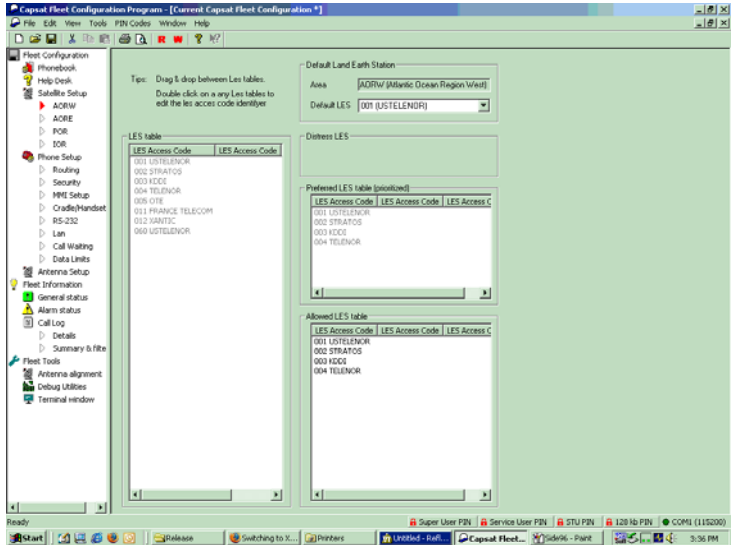 Capsat Fleet Configuration Program - [Current Capsat Fleet Configuration *]
File Edit View Tools PIN Codes Window Help
R W
Fleet Configuration
Phonebook
Help Desk
Satellite Setup
AORW
AORE
POR
IOR
Phone Setup
Routing
Security
MMI Setup
Cradle/Handset
RS-232
Lan
Call Waiting
Data Limits
Antenna Setup
Fleet Information
General status
Alarm status
Call Log
Details
Summary & filte
Fleet Tools
Antenna alignment
Debug Utilities
Terminal window
Tips: Drag & drop between Les tables.
Double click on a any Les tables to
edit the les acces code identifyer
Default Land Earth Station
Area AORW (Atlantic Ocean Region West)
Default LES 001 (USTELENOR)
LES table
LES Access Code LES Access Code
001 USTELENOR
002 STRATOS
003 KDDI
004 TELENOR
005 OTE
011 FRANCE TELECOM
012 XANTIC
060 USTELENOR
Distress LES
Preferred LES table (prioritized)
LES Access Code LES Access Code LES Access C
001 USTELENOR
002 STRATOS
003 KDDI
004 TELENOR
Allowed LES table
LES Access Code LES Access Code LES Access C
001 USTELENOR
002 STRATOS
003 KDDI
004 TELENOR
Ready
Super User PIN Service User PIN STU PIN 128 kb PIN COM1 (115200)
Start Release Switching to X... Printers Untitled - Refl... Capsat Fleet... Side96 - Paint 3:36 PM